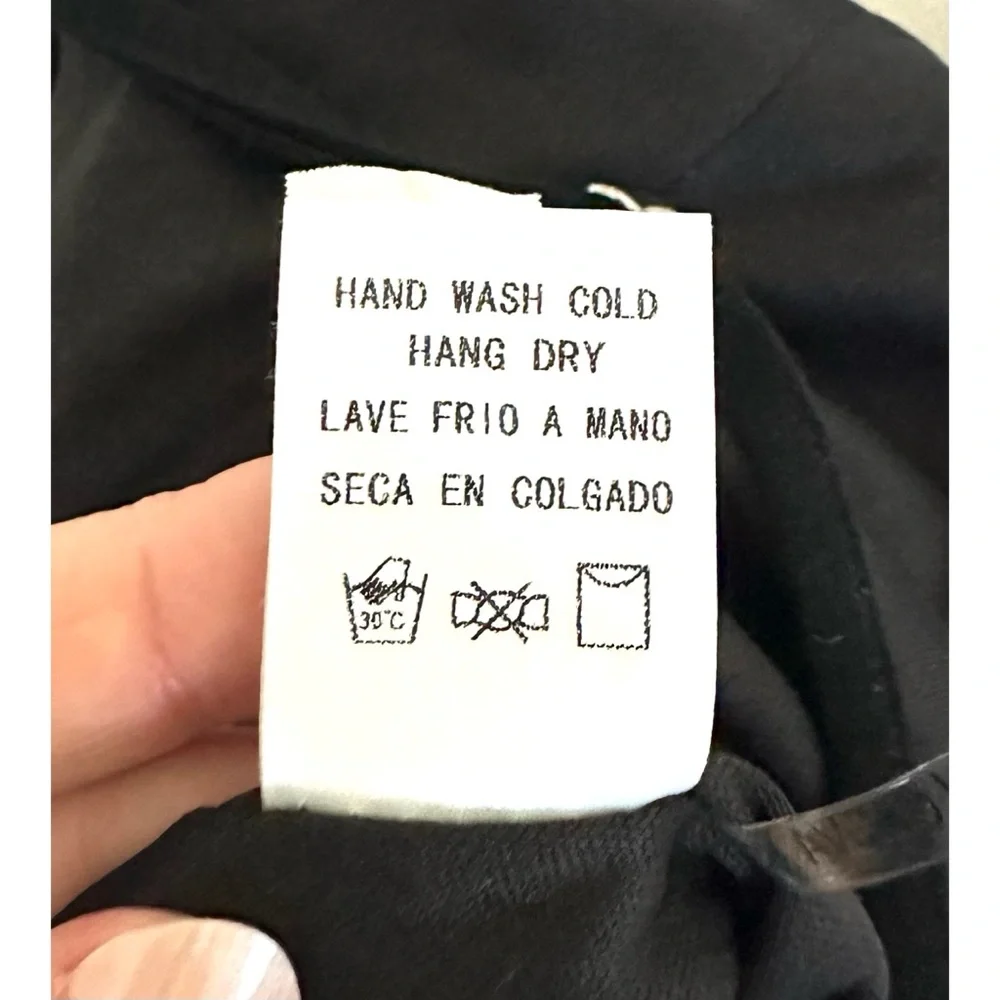 HAND WASH COLD
HANG DRY
LAVE FRIO A MANO
SECA EN COLGADO
30°C